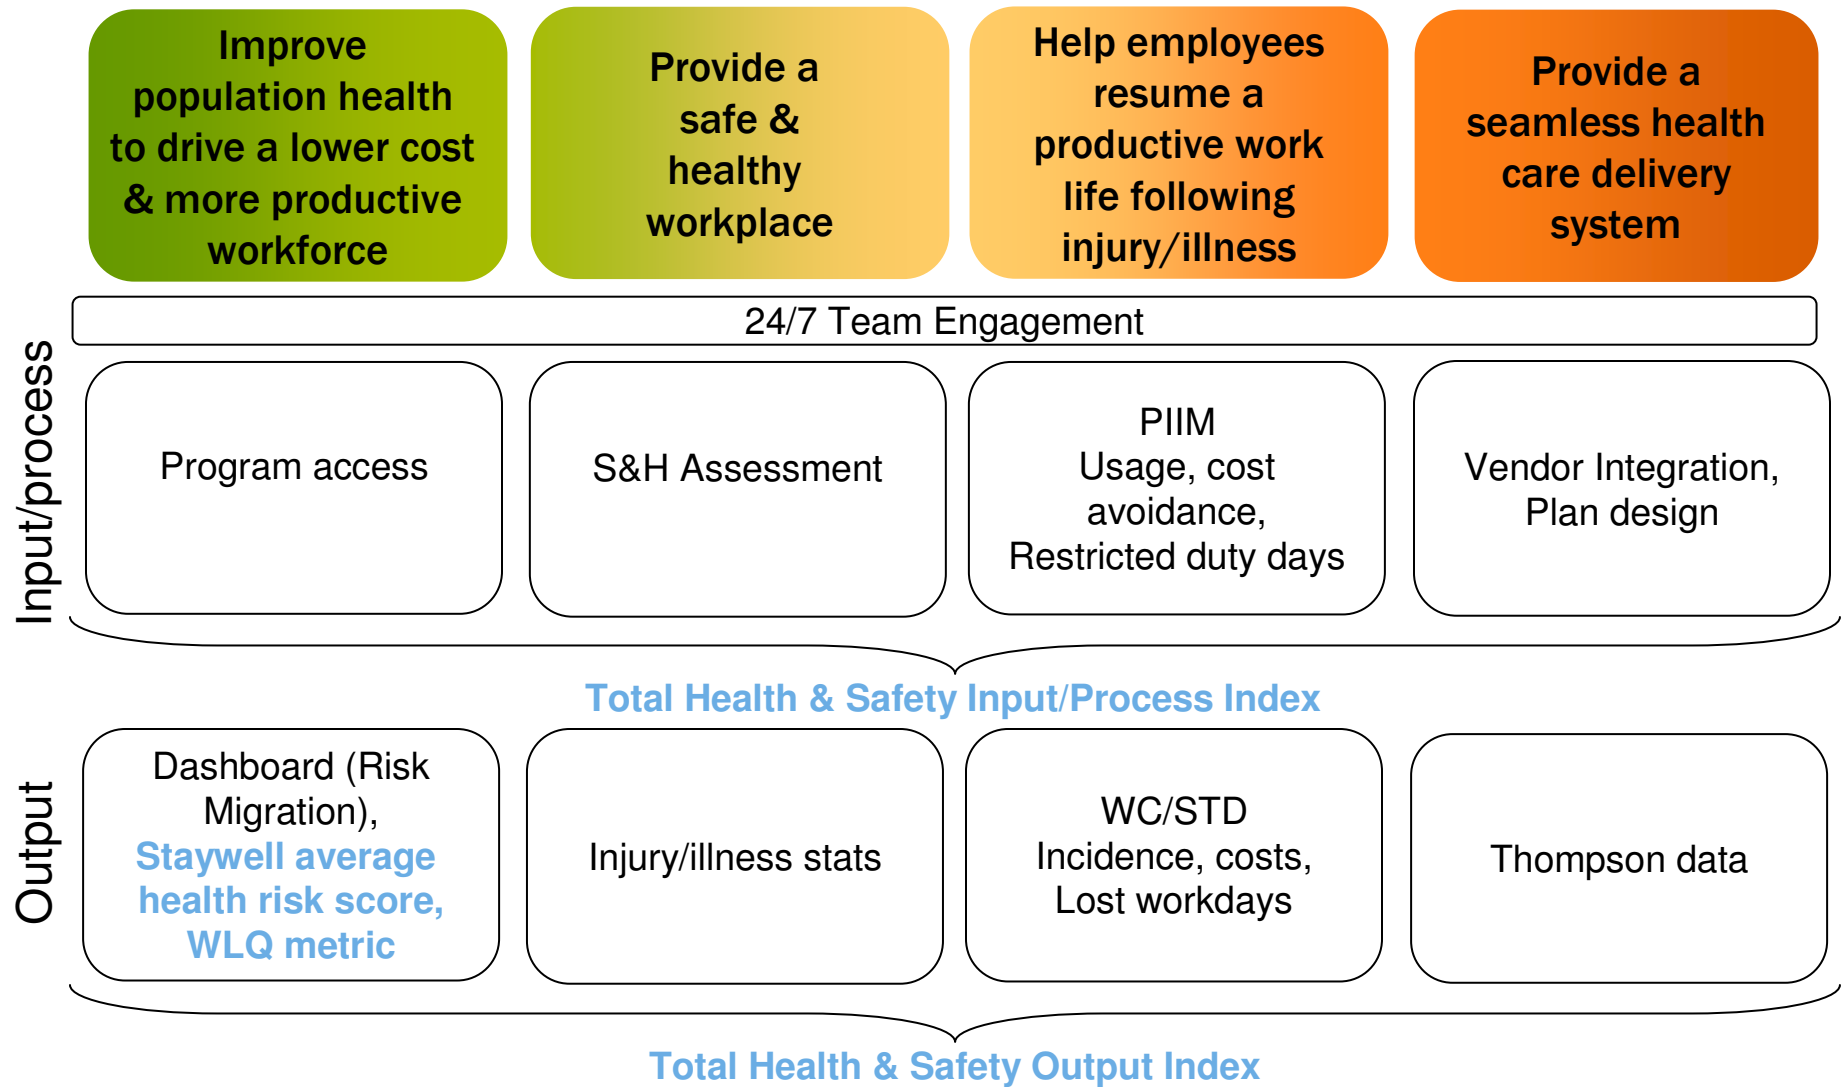 Improve
population health
to drive a lower cost
& more productive
workforce
Provide a
safe &
healthy
workplace
Help employees
resume a
productive work
life following
injury/illness
Provide a
seamless health
care delivery
system
24/7 Team Engagement
Input/process
Program access
S&H Assessment
PIIM
Usage, cost
avoidance,
Restricted duty days
Vendor Integration,
Plan design
Total Health & Safety Input/Process Index
Output
Dashboard (Risk
Migration),
Staywell average
health risk score,
WLQ metric
Injury/illness stats
WC/STD
Incidence, costs,
Lost workdays
Thompson data
Total Health & Safety Output Index